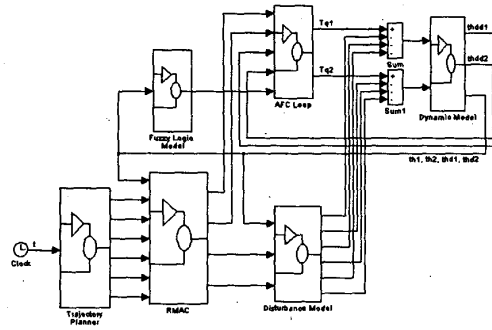 Tq1
thdd1
thdd2
Sum
Tq2
AFC Loop
Sum1
Dynamic Model
Fuzzy Logic
Model
th1, th2, thd1, thd2
t
Clock
Trajectory
Planner
RMAC
Disturbance Model